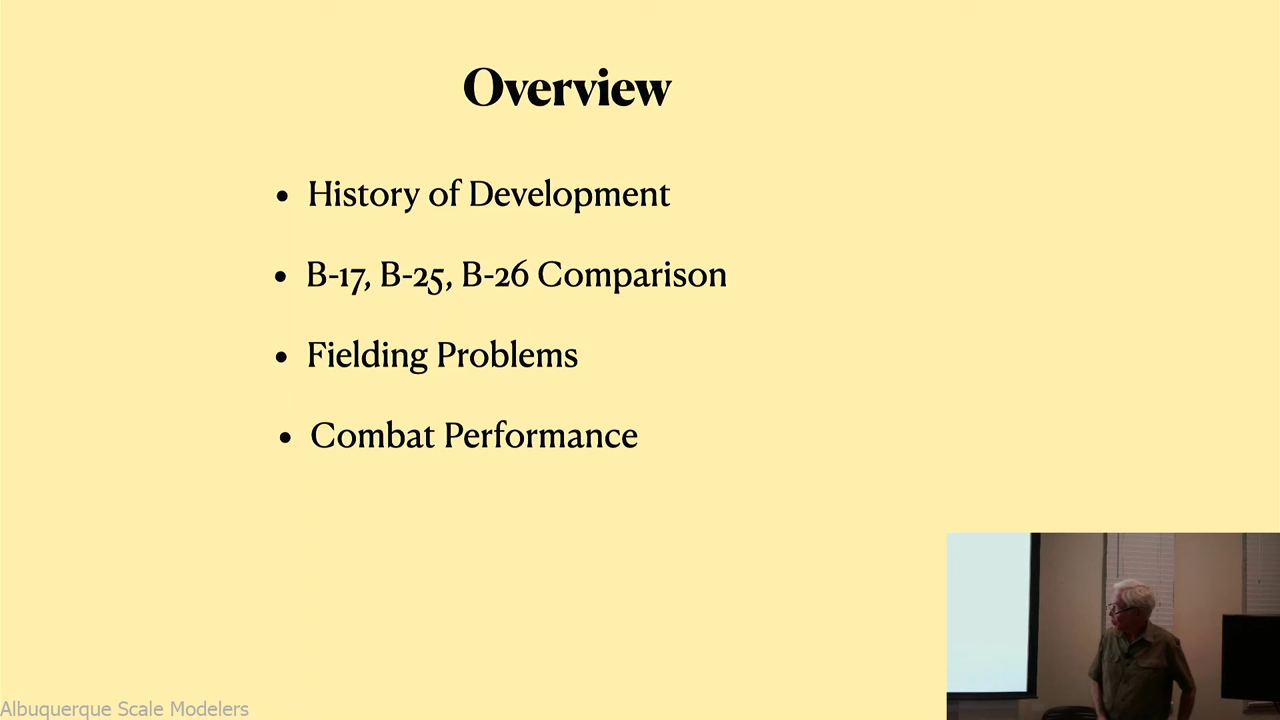 Overview
• History of Development
• B-17, B-25, B-26 Comparison
• Fielding Problems
• Combat Performance
Albuquerque Scale Modelers